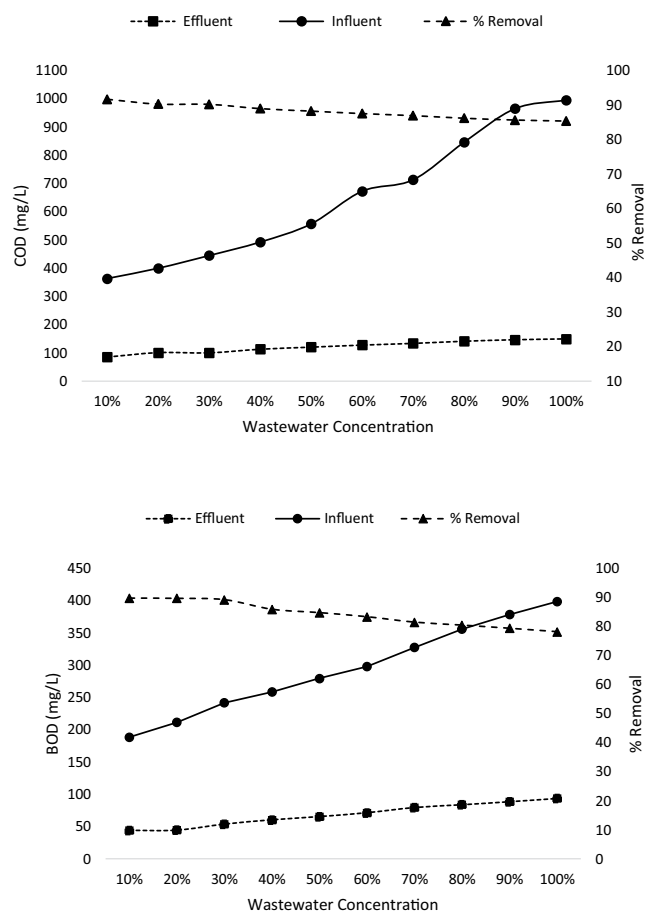 Effluent Influent % Removal
1100 100
1000 90
900 80
800 70
700 60
600 50
500 40
400 30
300 20
200 10
100
0
COD (mg/L)
% Removal
10% 20% 30% 40% 50% 60% 70% 80% 90% 100%
Wastewater Concentration
Effluent Influent % Removal
450 100
400 90
350 80
300 70
250 60
200 50
150 40
100 30
50 20
0 10
0
BOD (mg/L)
% Removal
10% 20% 30% 40% 50% 60% 70% 80% 90% 100%
Wastewater Concentration